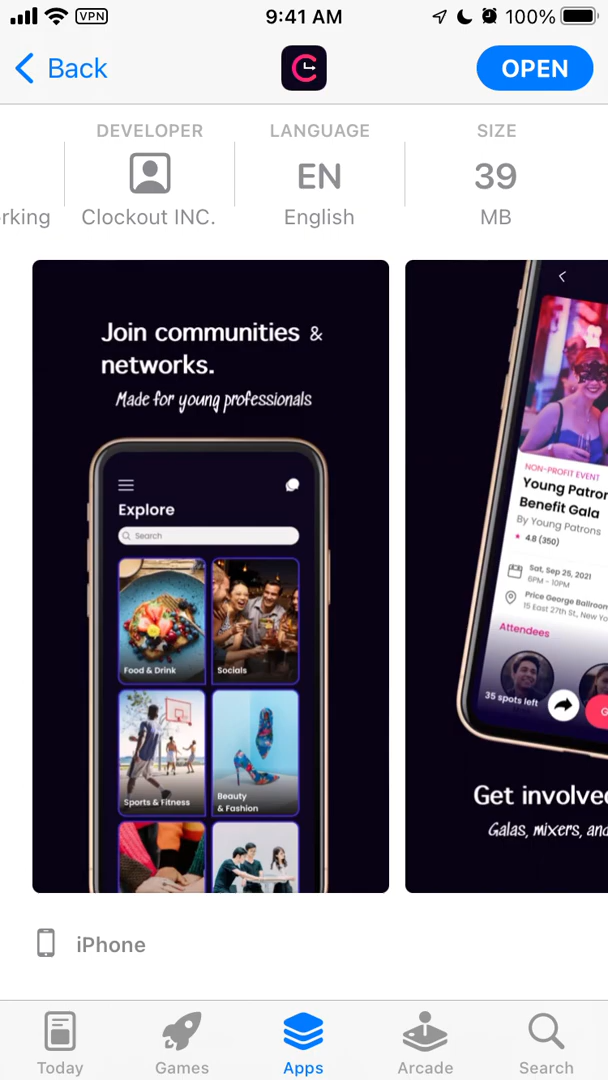 VPN
9:41 AM
100%
Back
OPEN
DEVELOPER
LANGUAGE
SIZE
EN
39
rking
Clockout INC.
English
MB
Join communities &
networks.
Made for young professionals
Explore
Search
Food & Drink
Socials
Sports & Fitness
Beauty
& Fashion
NON-PROFIT EVENT
Young Patron
Benefit Gala
By Young Patrons
4.8 (350)
Sat, Sep 25, 2021
6PM - 10PM
Price George Ballroom
15 East 27th St., New Yo
Attendees
35 spots left
G
Get involved
Galas, mixers, and
iPhone
Today
Games
Apps
Arcade
Search